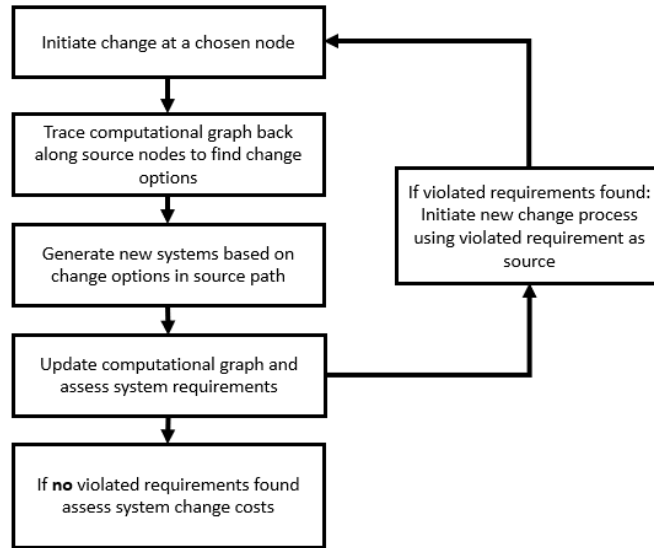 Initiate change at a chosen node
Trace computational graph back
along source nodes to find change
options
Generate new systems based on
change options in source path
Update computational graph and
assess system requirements
If no violated requirements found
assess system change costs
If violated requirements found:
Initiate new change process
using violated requirement as
source